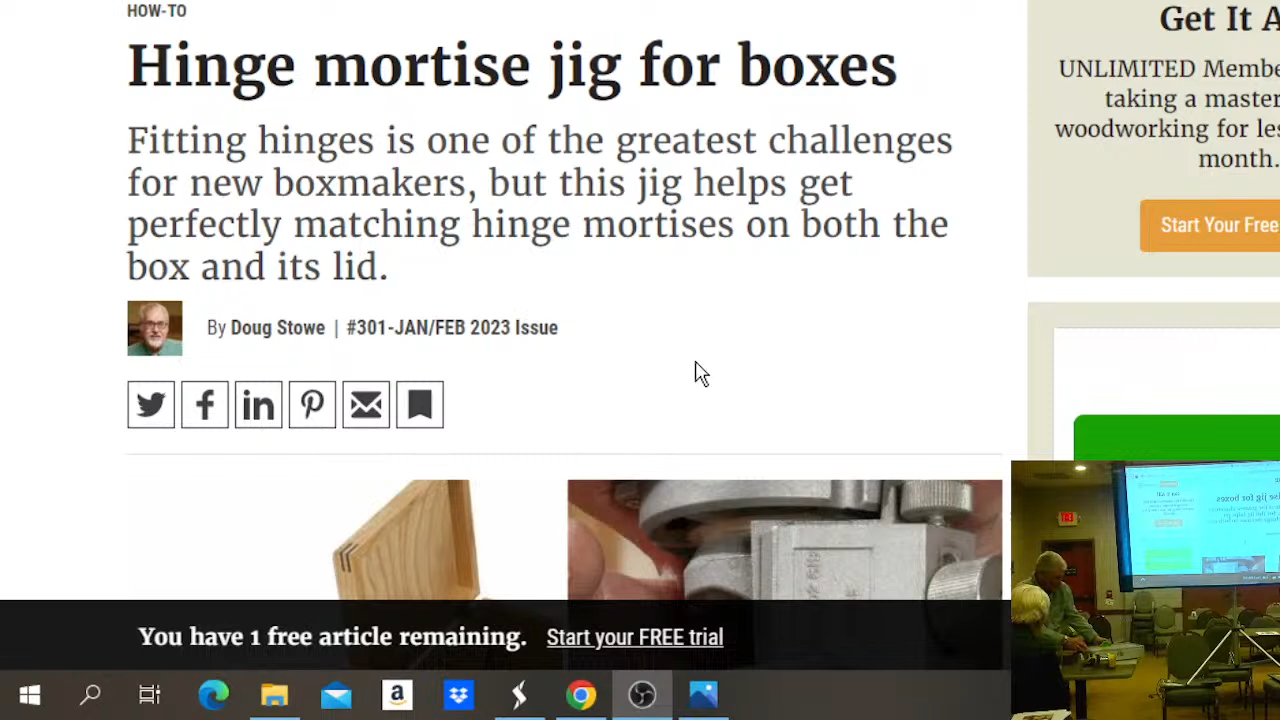 HOW-TO
Hinge mortise jig for boxes
Fitting hinges is one of the greatest challenges
for new boxmakers, but this jig helps get
perfectly matching hinge mortises on both the
box and its lid.
By Doug Stowe | #301-JAN/FEB 2023 Issue
Get It A
UNLIMITED Membe
taking a master
woodworking for les
month.
Start Your Free
You have 1 free article remaining. Start your FREE trial